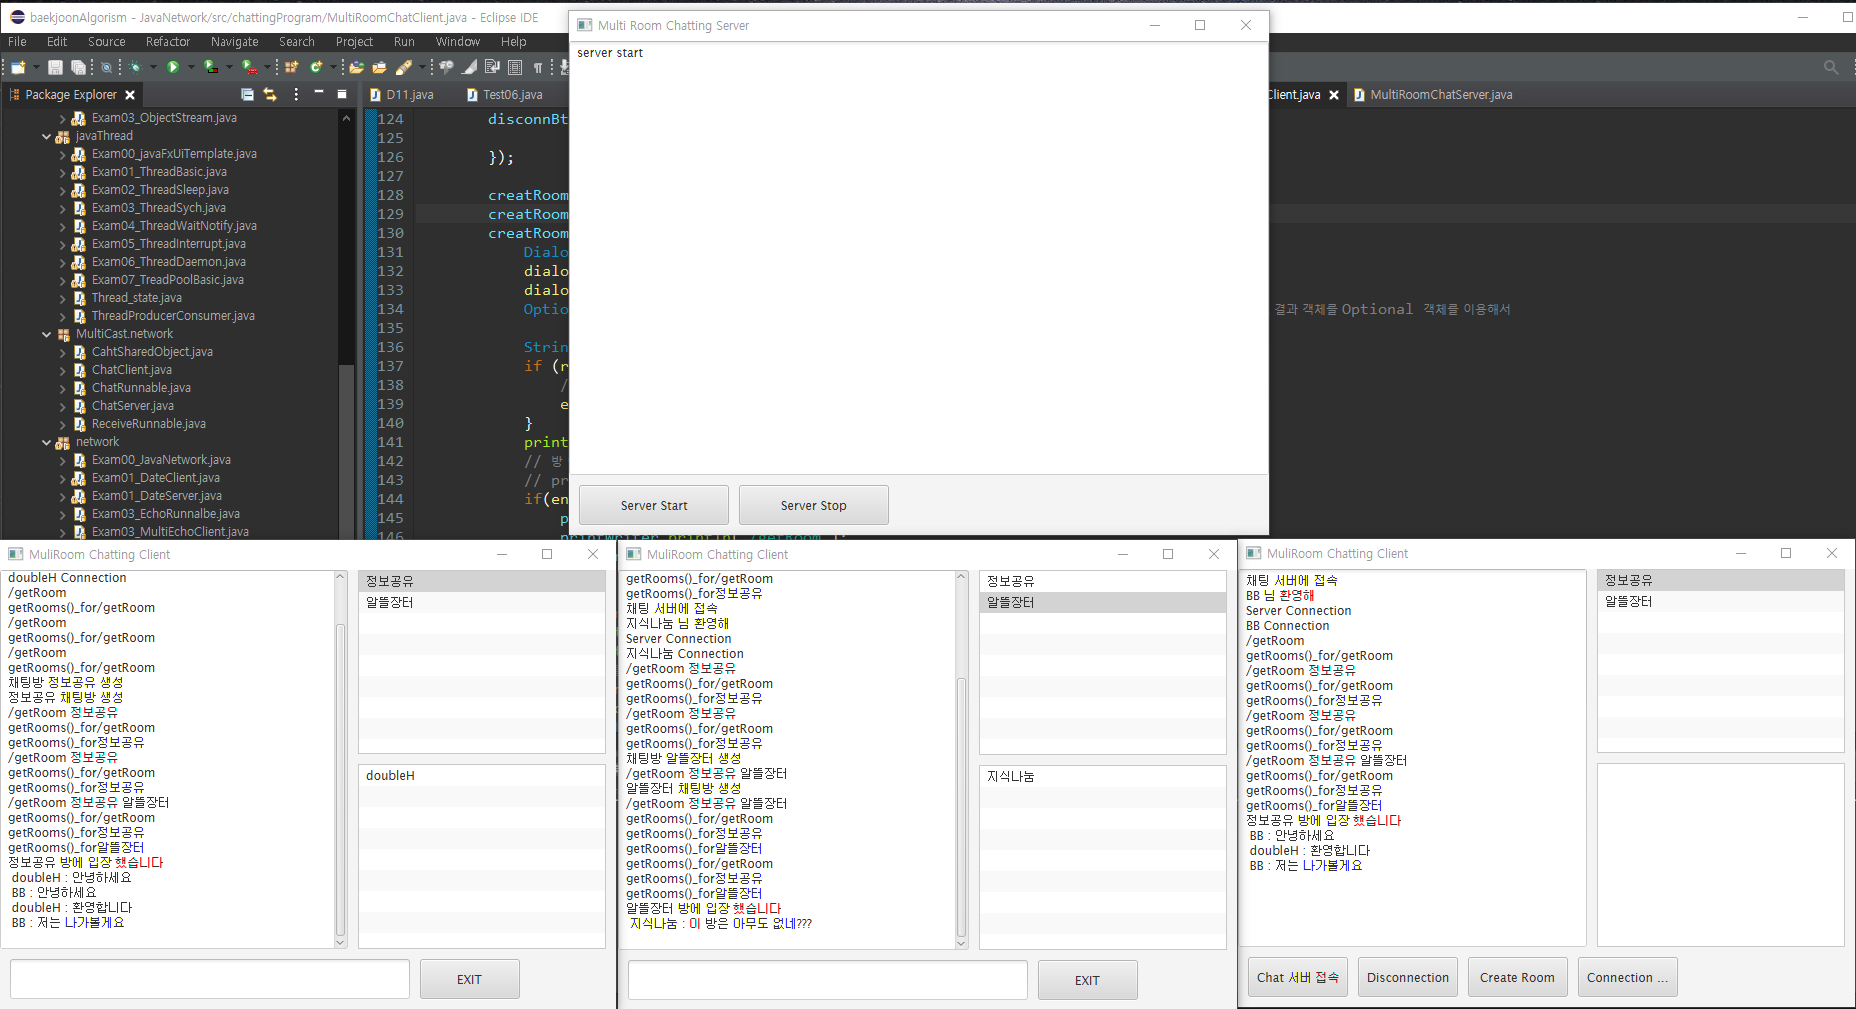 baekjoonAlgorism - JavaNetwork/src/chattingProgram/MultiRoomChatClient.java - Eclipse IDE
File Edit Source Refactor Navigate Search Project Run Window Help
Package Explorer
Exam03_ObjectStream.java
javaThread
Exam00_javaFxUiTemplate.java
Exam01_ThreadBasic.java
Exam02_ThreadSleep.java
Exam03_ThreadSych.java
Exam04_ThreadWaitNotify.java
Exam05_ThreadInterrupt.java
Exam06_ThreadDaemon.java
Exam07_TreadPoolBasic.java
Thread_state.java
ThreadProducerConsumer.java
MultiCast.network
CahtSharedObject.java
ChatClient.java
ChatRunnable.java
ChatServer.java
ReceiveRunnable.java
network
Exam00_JavaNetwork.java
Exam01_DateClient.java
Exam01_DateServer.java
Exam03_EchoRunnalbe.java
Exam03_MultiEchoClient.java
D11.java Test06.java Client.java MultiRoomChatServer.java
124 disconnBt
125
126 });
127
128 creatRoom
129 creatRoom
130 creatRoom
131 Dialo
132 dialo
133 dialo
134 Optio 결과 객체를 Optional 객체를 이용해서
135
136 Strin
137 if (r
138 /
139 e
140 }
141 print
142 // 방
143 // pr
144 if(en
145 p
146
Multi Room Chatting Server
server start
Server Start Server Stop
MuliRoom Chatting Client
doubleH Connection
/getRoom
getRooms()_for/getRoom
/getRoom
getRooms()_for/getRoom
/getRoom
getRooms()_for/getRoom
채팅방 정보공유 생성
정보공유 채팅방 생성
/getRoom 정보공유
getRooms()_for/getRoom
getRooms()_for정보공유
/getRoom 정보공유
getRooms()_for/getRoom
getRooms()_for정보공유
/getRoom 정보공유 알뜰장터
getRooms()_for/getRoom
getRooms()_for정보공유
getRooms()_for알뜰장터
정보공유 방에 입장 했습니다
doubleH : 안녕하세요
BB : 안녕하세요
doubleH : 환영합니다
BB : 저는 나가볼게요
정보공유
알뜰장터
doubleH
EXIT
MuliRoom Chatting Client
getRooms()_for/getRoom
getRooms()_for정보공유
채팅 서버에 접속
지식나눔 님 환영해
Server Connection
지식나눔 Connection
/getRoom 정보공유
getRooms()_for/getRoom
getRooms()_for정보공유
/getRoom 정보공유
getRooms()_for/getRoom
getRooms()_for정보공유
채팅방 알뜰장터 생성
/getRoom 정보공유 알뜰장터
알뜰장터 채팅방 생성
/getRoom 정보공유 알뜰장터
getRooms()_for/getRoom
getRooms()_for정보공유
getRooms()_for알뜰장터
getRooms()_for/getRoom
getRooms()_for정보공유
getRooms()_for알뜰장터
알뜰장터 방에 입장 했습니다
지식나눔 : 이 방은 아무도 없네???
정보공유
알뜰장터
지식나눔
EXIT
MuliRoom Chatting Client
채팅 서버에 접속
BB 님 환영해
Server Connection
BB Connection
/getRoom
getRooms()_for/getRoom
/getRoom 정보공유
getRooms()_for/getRoom
getRooms()_for정보공유
/getRoom 정보공유
getRooms()_for/getRoom
getRooms()_for정보공유
/getRoom 정보공유 알뜰장터
getRooms()_for/getRoom
getRooms()_for정보공유
getRooms()_for알뜰장터
정보공유 방에 입장 했습니다
BB : 안녕하세요
doubleH : 환영합니다
BB : 저는 나가볼게요
정보공유
알뜰장터
Chat 서버 접속 Disconnection Create Room Connection ...